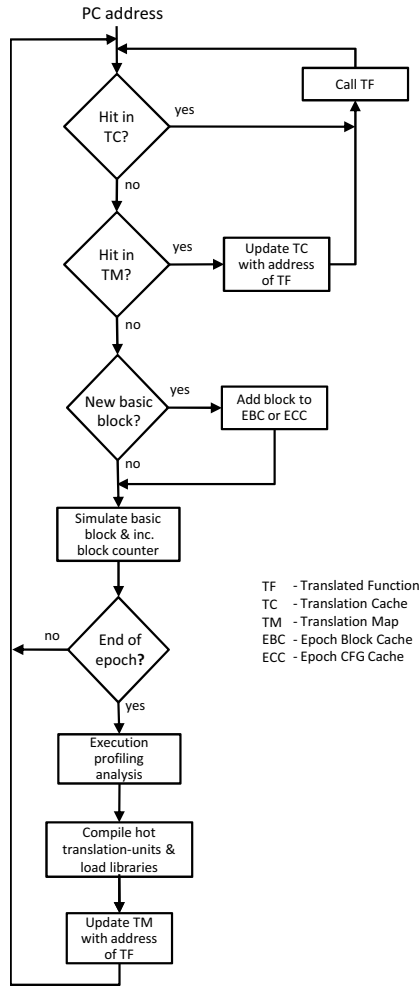 PC address
Call TF
Hit in
TC?
yes
no
Hit in
TM?
yes
Update TC
with address
of TF
no
New basic
block?
yes
Add block to
EBC or ECC
no
Simulate basic
block & inc.
block counter
TF - Translated Function
TC - Translation Cache
TM - Translation Map
EBC - Epoch Block Cache
ECC - Epoch CFG Cache
no
End of
epoch?
yes
Execution
profiling
analysis
Compile hot
translation-units &
load libraries
Update TM
with address
of TF